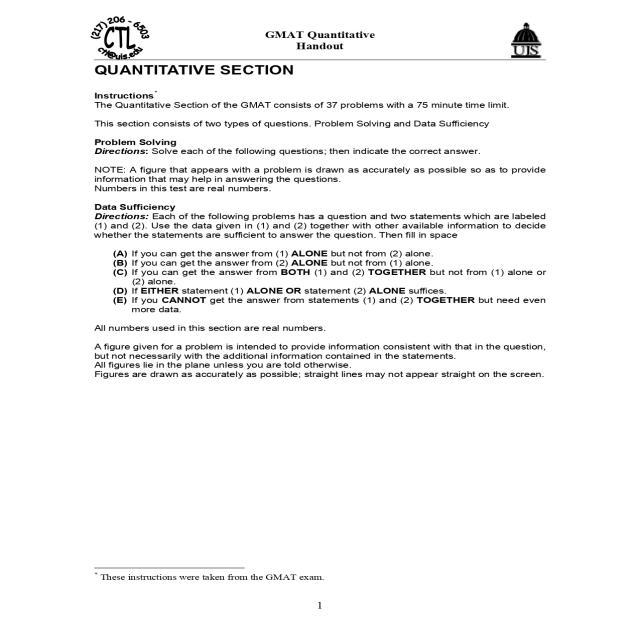 (217) 206 - 6503
CTL
ctl@uis.edu
GMAT Quantitative
Handout
UIS
QUANTITATIVE SECTION
Instructions*
The Quantitative Section of the GMAT consists of 37 problems with a 75 minute time limit.
This section consists of two types of questions. Problem Solving and Data Sufficiency
Problem Solving
Directions: Solve each of the following questions; then indicate the correct answer.
NOTE: A figure that appears with a problem is drawn as accurately as possible so as to provide
information that may help in answering the questions.
Numbers in this test are real numbers.
Data Sufficiency
Directions: Each of the following problems has a question and two statements which are labeled
(1) and (2). Use the data given in (1) and (2) together with other available information to decide
whether the statements are sufficient to answer the question. Then fill in space
(A) If you can get the answer from (1) ALONE but not from (2) alone.
(B) If you can get the answer from (2) ALONE but not from (1) alone.
(C) If you can get the answer from BOTH (1) and (2) TOGETHER but not from (1) alone or
(2) alone.
(D) If EITHER statement (1) ALONE OR statement (2) ALONE suffices.
(E) If you CANNOT get the answer from statements (1) and (2) TOGETHER but need even
more data.
All numbers used in this section are real numbers.
A figure given for a problem is intended to provide information consistent with that in the question,
but not necessarily with the additional information contained in the statements.
All figures lie in the plane unless you are told otherwise.
Figures are drawn as accurately as possible; straight lines may not appear straight on the screen.
* These instructions were taken from the GMAT exam.
1